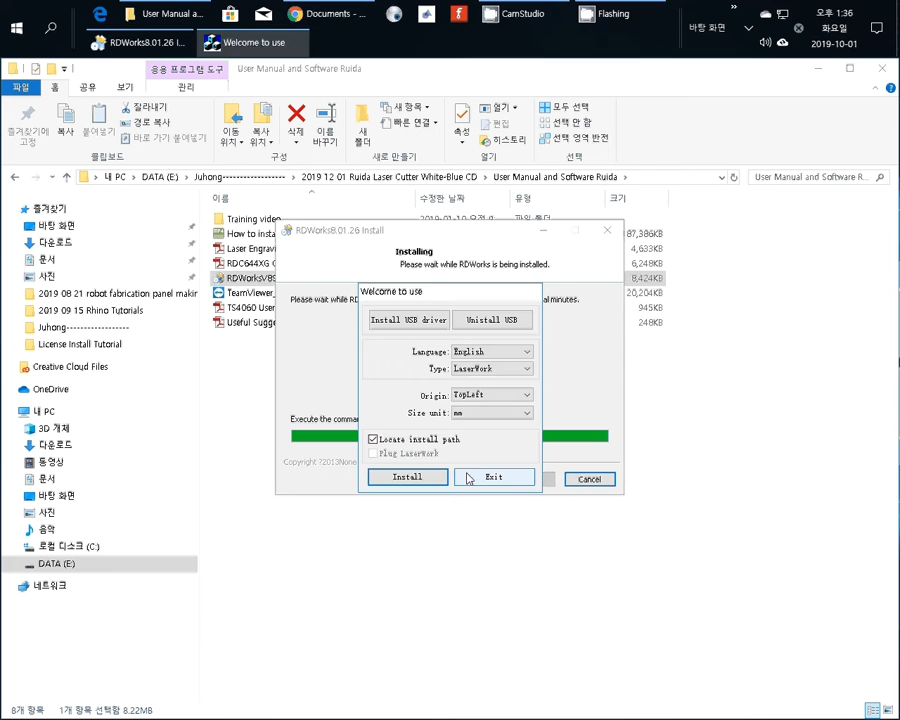 User Manual a...
Documents - ...
CamStudio
Flashing
바탕 화면
»
오후 1:36
화요일
2019-10-01
RDWorks8.01.26 I...
Welcome to use
응용 프로그램 도구
User Manual and Software Ruida
파일
홈
공유
보기
관리
즐겨찾기에 고정
복사
붙여넣기
잘라내기
경로 복사
바로 가기 붙여넣기
이동 위치
복사 위치
삭제
이름 바꾸기
새 폴더
새 항목
빠른 연결
속성
열기
편집
히스토리
모두 선택
선택 안 함
선택 영역 반전
클립보드
구성
새로 만들기
열기
선택
내 PC > DATA (E:) > Juhong------------------ > 2019 12 01 Ruida Laser Cutter White-Blue CD > User Manual and Software Ruida >
User Manual and Software R...
이름
수정한 날짜
유형
크기
즐겨찾기
바탕 화면
다운로드
문서
사진
2019 08 21 robot fabrication panel makir
2019 09 15 Rhino Tutorials
Juhong------------------
License Install Tutorial
Creative Cloud Files
OneDrive
내 PC
3D 개체
다운로드
동영상
문서
바탕 화면
사진
음악
로컬 디스크 (C:)
DATA (E:)
네트워크
Training video
How to insta
87,386KB
Laser Engrav
4,633KB
RDC644XG
6,248KB
RDWorksV8S
8,424KB
TeamViewer_
20,204KB
TS4060 User
945KB
Useful Sugge
248KB
RDWorks8.01.26 Install
Installing
Please wait while RDWorks is being installed.
Please wait while RD
al minutes.
Execute the comma
Copyright ?2013None
Cancel
Welcome to use
Install USB driver
Unistall USB
Language: English
Type: LaserWork
Origin: TopLeft
Size unit: mm
Locate install path
Plug LaserWork
Install
Exit
8개 항목
1개 항목 선택함 8.22MB